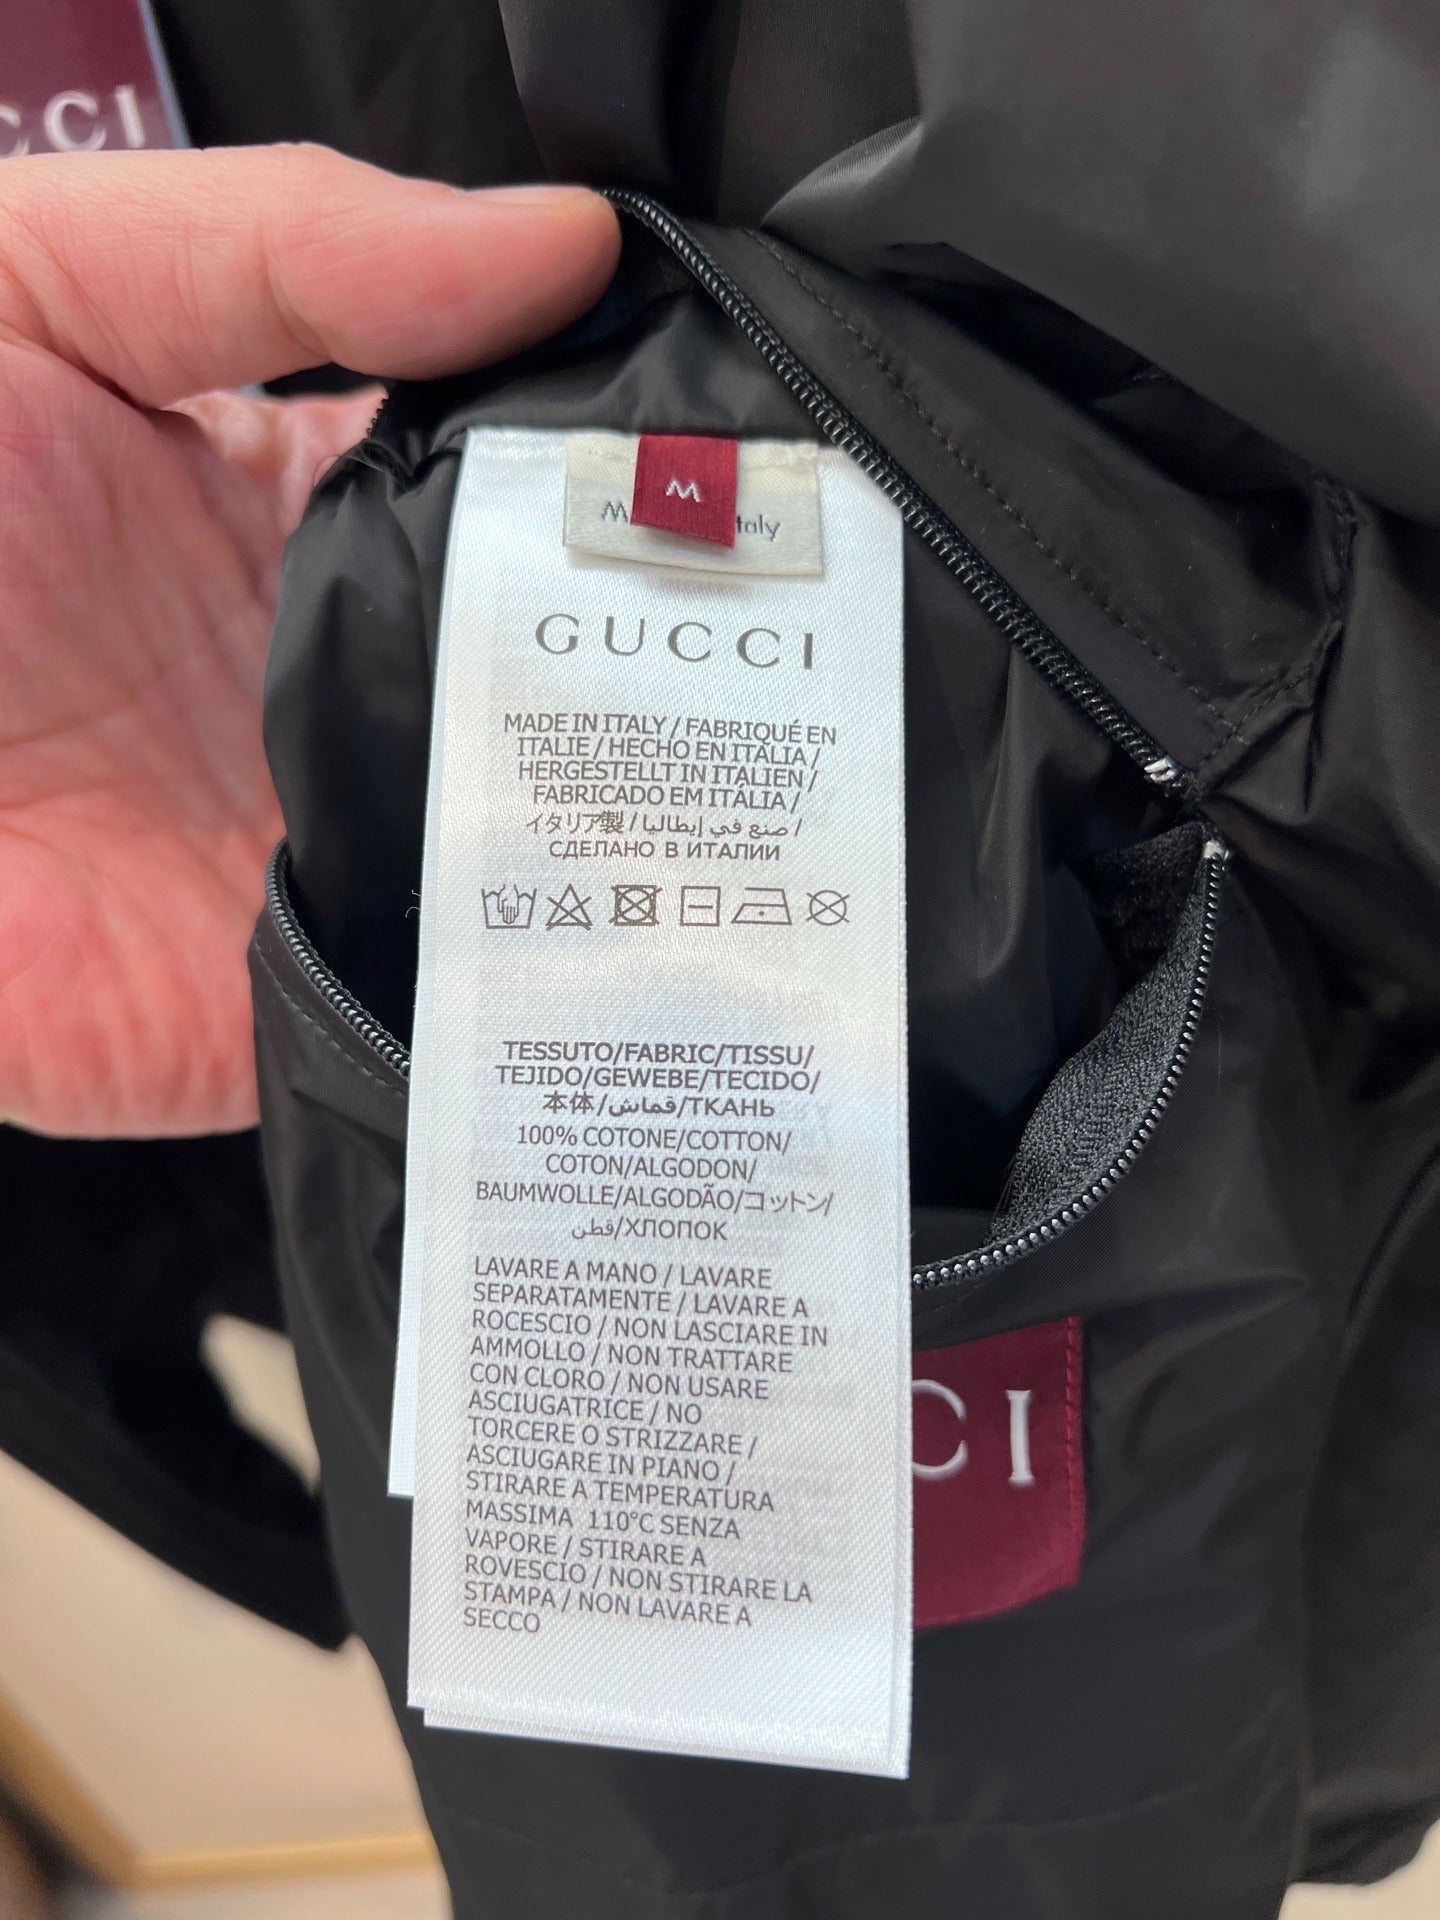 CCI
M
M
taly
GUCCI
MADE IN ITALY / FABRIQUÉ EN
ITALIE / HECHO EN ITALIA /
HERGESTELLT IN ITALIEN /
FABRICADO EM ITÁLIA /
イタリア製 / صنع في إيطاليا /
СДЕЛАНО В ИТАЛИИ
TESSUTO/FABRIC/TISSU/
TEJIDO/GEWEBE/TECIDO/
本体/قماش/ТКАНЬ
100% COTONE/COTTON/
COTON/ALGODON/
BAUMWOLLE/ALGODÃO/コットン/
قطن/ХЛОПОК
LAVARE A MANO / LAVARE
SEPARATAMENTE / LAVARE A
ROCESCIO / NON LASCIARE IN
AMMOLLO / NON TRATTARE
CON CLORO / NON USARE
ASCIUGATRICE / NO
TORCERE O STRIZZARE /
ASCIUGARE IN PIANO /
STIRARE A TEMPERATURA
MASSIMA 110°C SENZA
VAPORE / STIRARE A
ROVESCIO / NON STIRARE LA
STAMPA / NON LAVARE A
SECCO
CI